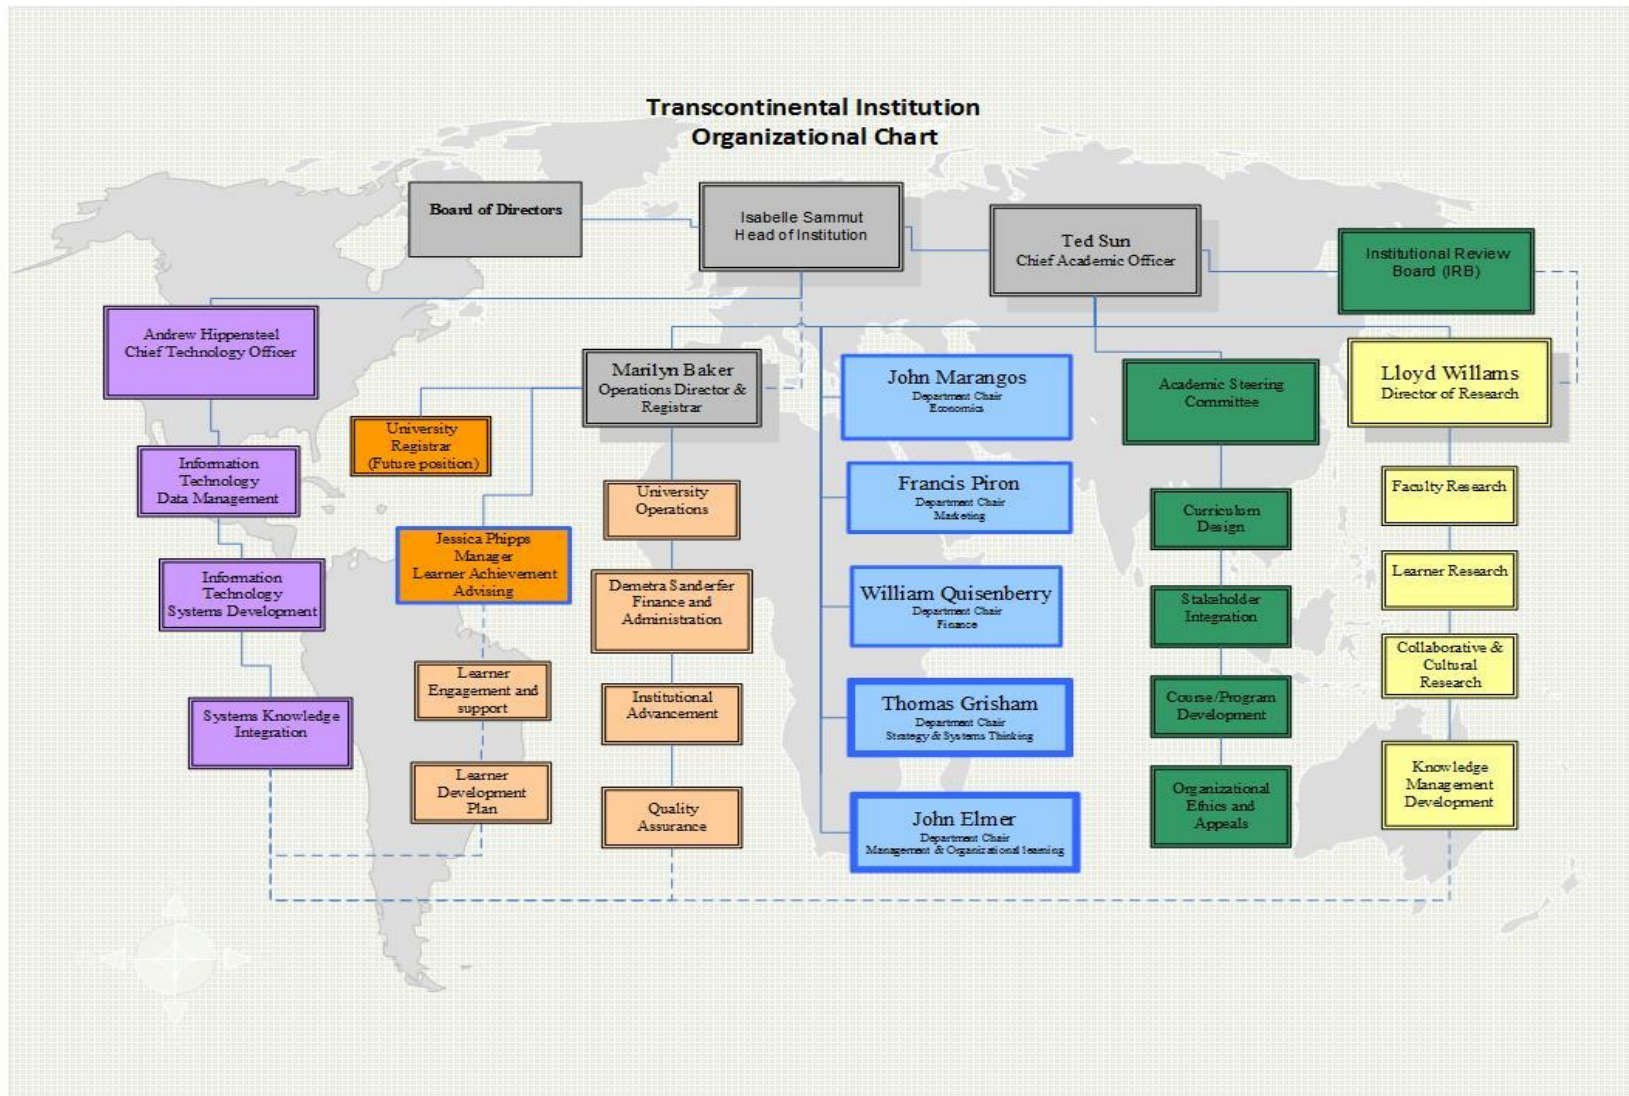 Transcontinental Institution
Organizational Chart
Board of Directors
Isabelle Sammut
Head of Institution
Ted Sun
Chief Academic Officer
Institutional Review
Board (IRB)
Andrew Hippensteel
Chief Technology Officer
Marilyn Baker
Operations Director &
Registrar
John Marangos
Department Chair
Economics
Academic Steering
Committee
Lloyd Willams
Director of Research
University
Registrar
(Future position)
Information
Technology
Data Management
University
Operations
Francis Piron
Department Chair
Marketing
Curriculum
Design
Faculty Research
Jessica Phipps
Manager
Learner Achievement
Advising
Information
Technology
Systems Development
Demetra Sanderfer
Finance and
Administration
William Quisenberry
Department Chair
Finance
Stakeholder
Integration
Learner Research
Learner
Engagement and
support
Systems Knowledge
Integration
Institutional
Advancement
Thomas Grisham
Department Chair
Strategy & Systems Thinking
Course/Program
Development
Collaborative &
Cultural
Research
Learner
Development
Plan
Quality
Assurance
John Elmer
Department Chair
Management & Organizational learning
Organizational
Ethics and
Appeals
Knowledge
Management
Development